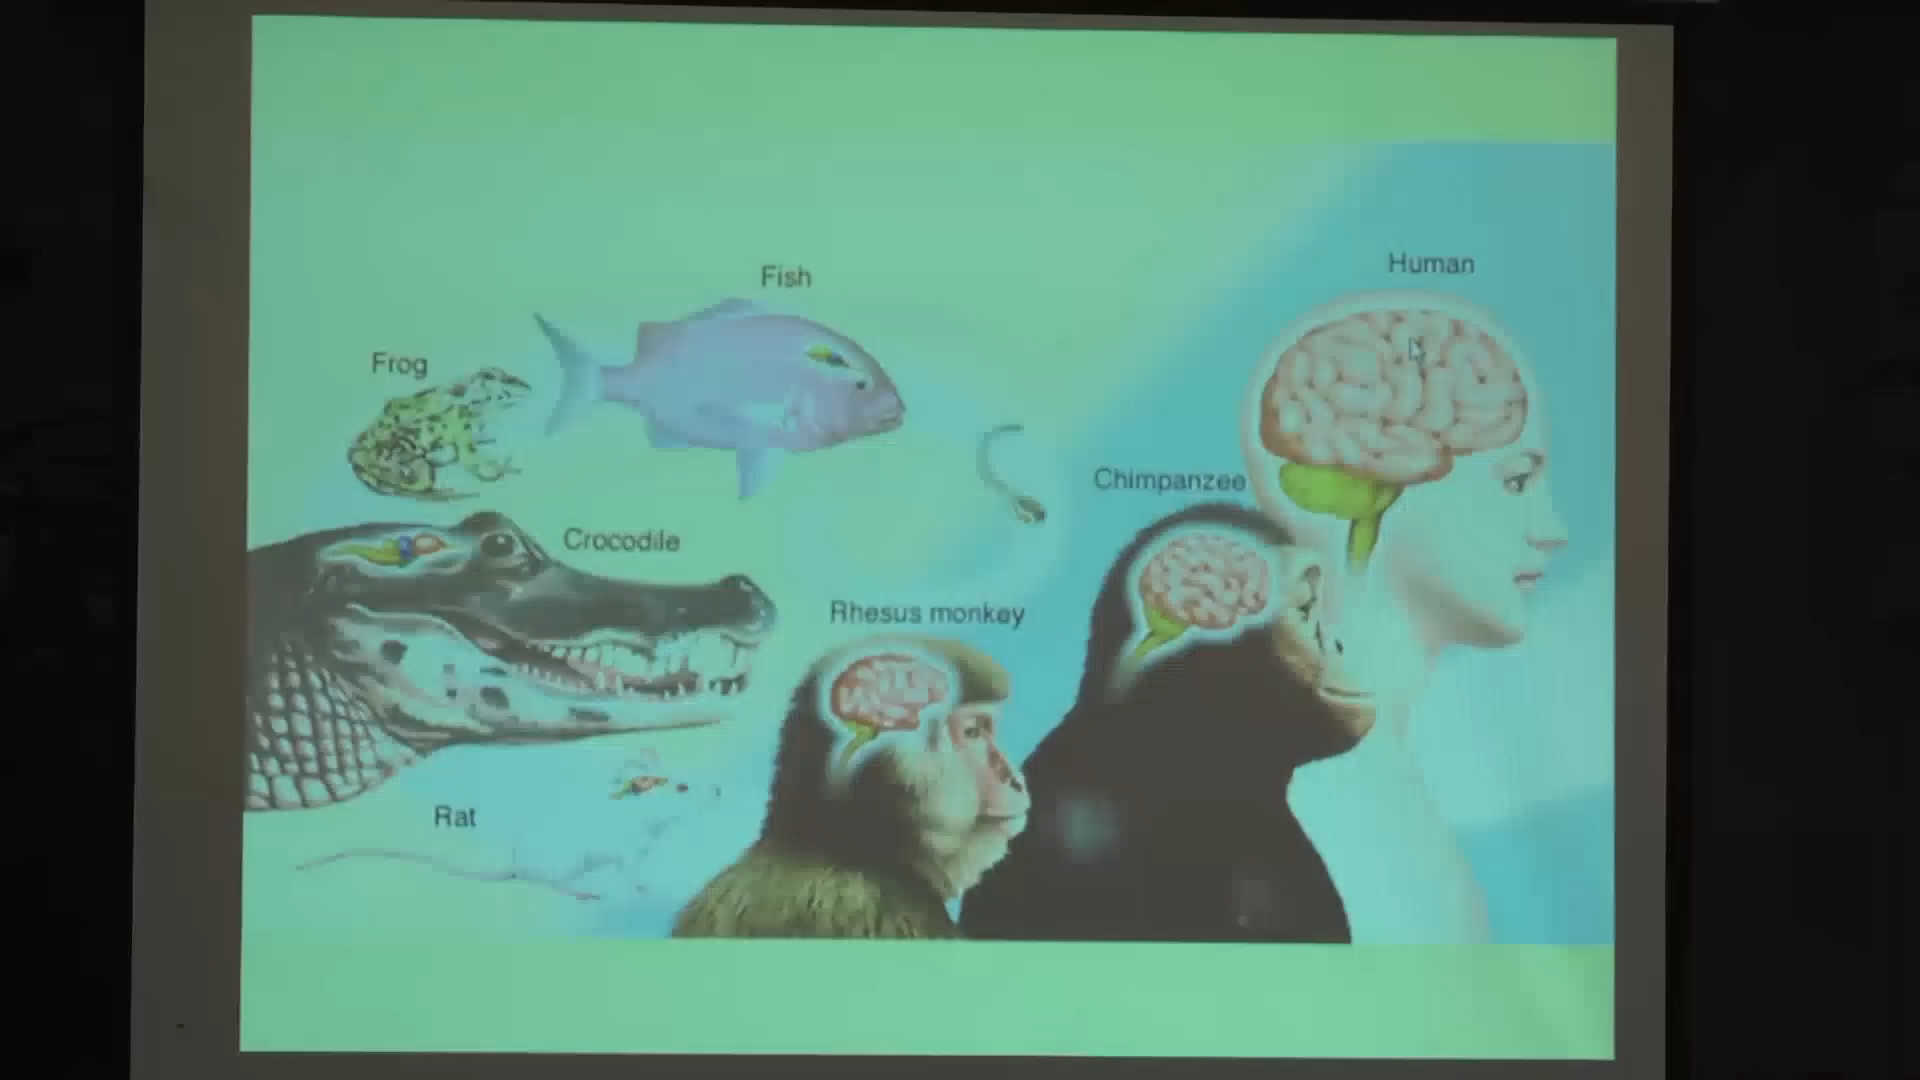 Fish
Human
Frog
Chimpanzee
Crocodile
Rhesus monkey
Rat